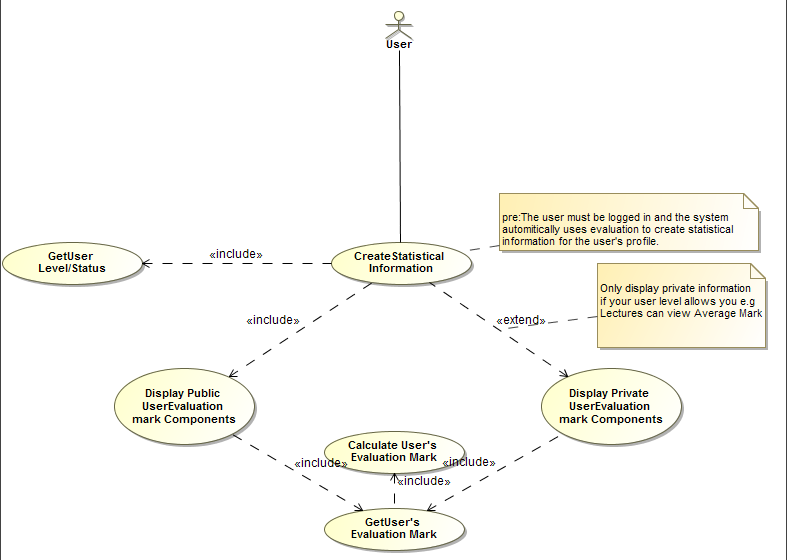 User
pre:The user must be logged in and the system
automitically uses evaluation to create statistical
information for the user's profile.
GetUser
Level/Status
«include»
CreateStatistical
Information
Only display private information
if your user level allows you e.g
Lectures can view Average Mark
«include»
«extend»
Display Public
UserEvaluation
mark Components
Display Private
UserEvaluation
mark Components
Calculate User's
Evaluation Mark
«include»
«include»
«include»
GetUser's
Evaluation Mark